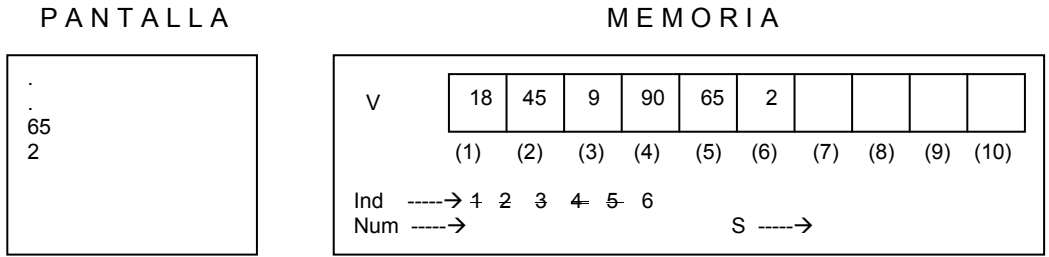 PANTALLA
MEMORIA
.
.
65
2
V 18 45 9 90 65 2
(1) (2) (3) (4) (5) (6) (7) (8) (9) (10)
Ind -----→ 1 2 3 4 5 6
Num -----→ S -----→